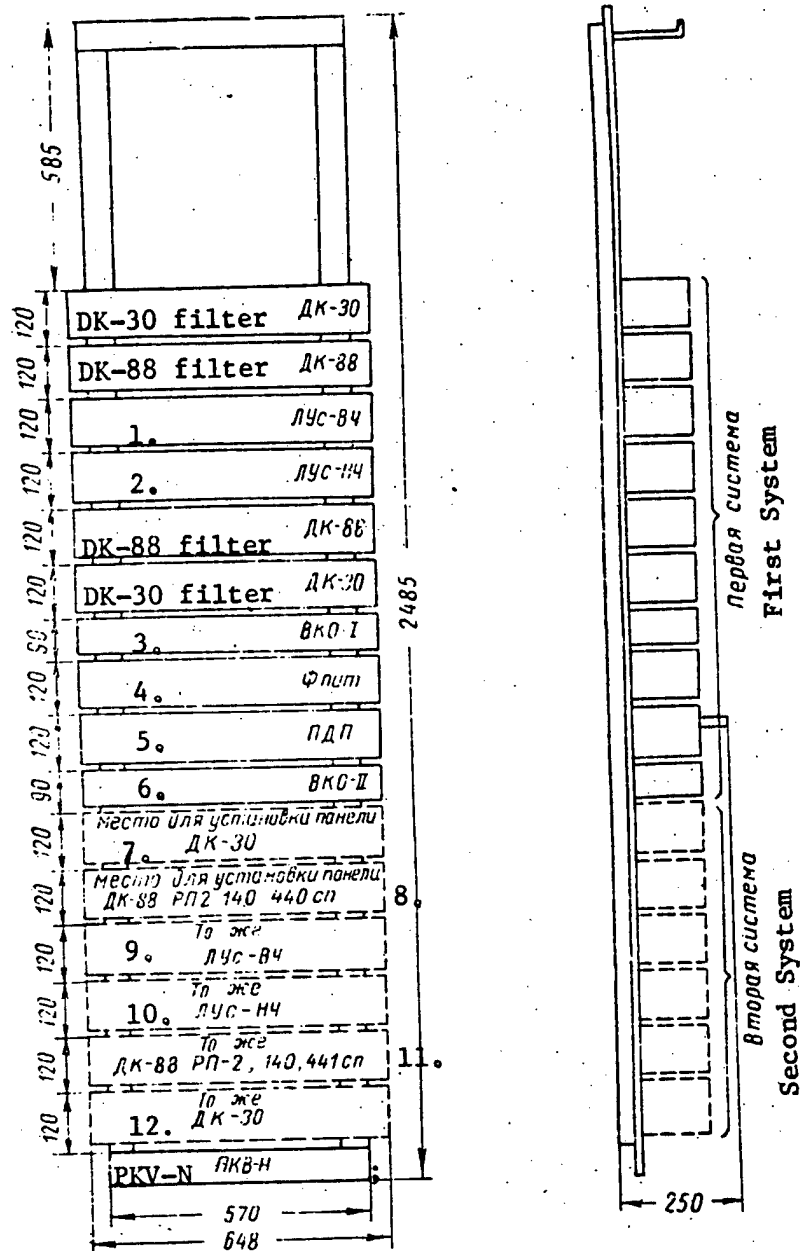 585
120
DK-30 filter ДК-30
120
DK-88 filter ДК-88
120
1. ЛУс-ВЧ
120
2. ЛУс-НЧ
120
DK-88 filter ДК-88
120
DK-30 filter ДК-30
3. ВКО-I
120
4. Фпит
120
5. ПДП
90
6. ВКО-II
120
Место для установки панели
7. ДК-30
120
Место для установки панели
ДК-88 РП2 140 440 сп 8.
120
То же
9. ЛУс-ВЧ
120
То же
10. ЛУс-НЧ
120
То же
ДК-88 РП-2, 140,441сп 11.
120
То же
12. ДК-30
PKV-N ПКВ-Н
570
648
2485
Первая система
First System
Вторая система
Second System
250